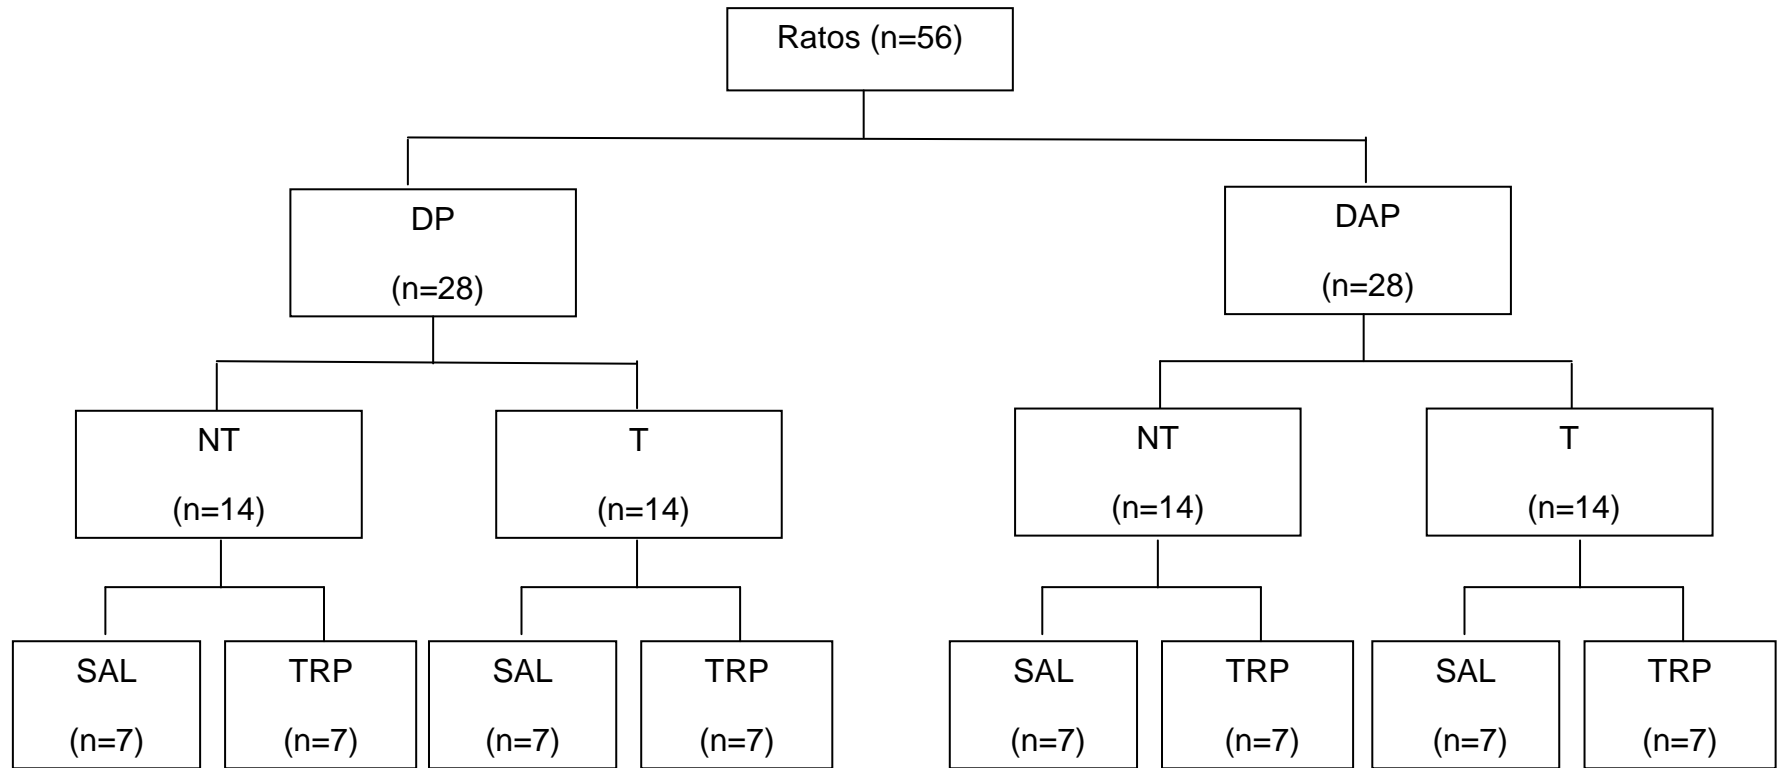 Ratos (n=56)
DP
(n=28)
DAP
(n=28)
NT
(n=14)
T
(n=14)
NT
(n=14)
T
(n=14)
SAL
(n=7)
TRP
(n=7)
SAL
(n=7)
TRP
(n=7)
SAL
(n=7)
TRP
(n=7)
SAL
(n=7)
TRP
(n=7)